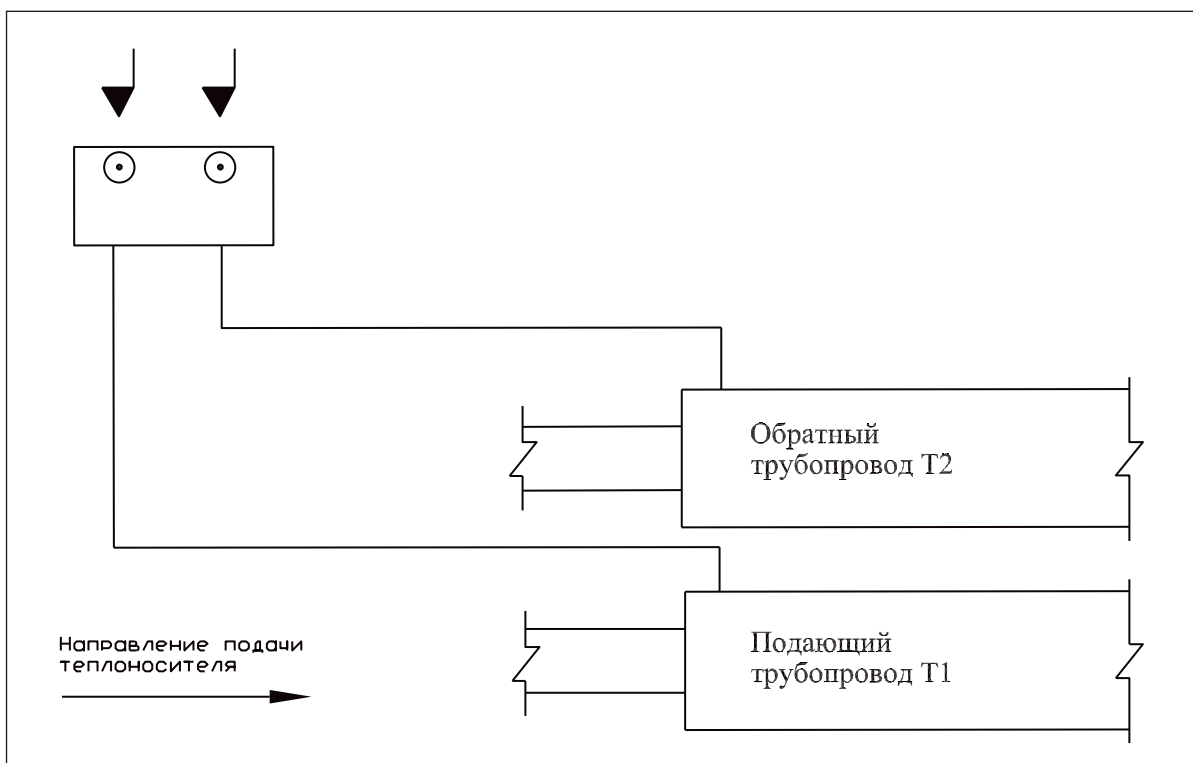 Обратный
трубопровод Т2
Подающий
трубопровод Т1
Направление подачи
теплоносителя